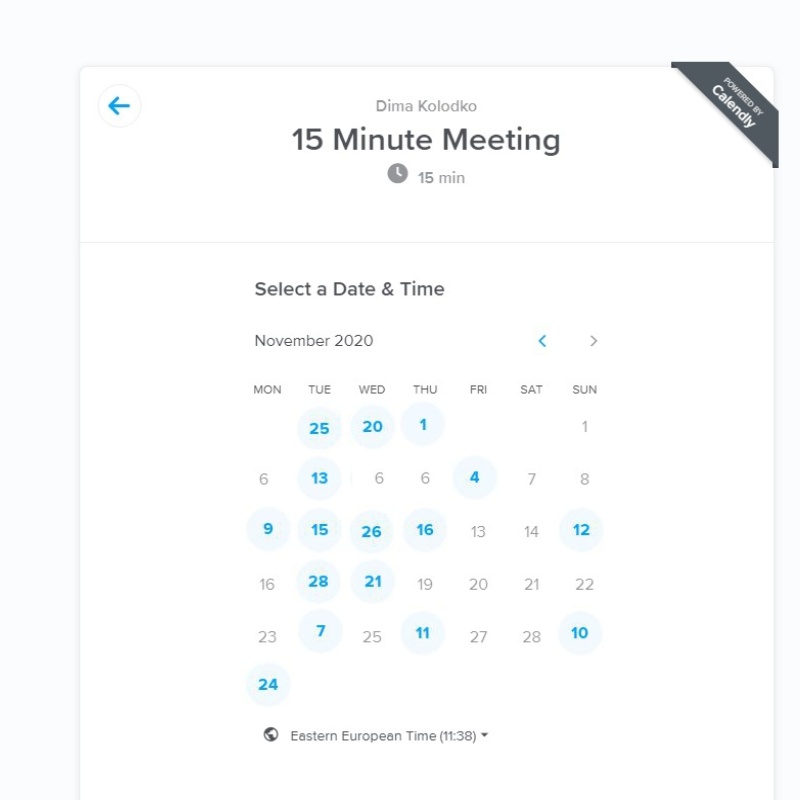 POWERED BY
Calendly
Dima Kolodko
15 Minute Meeting
15 min
Select a Date & Time
November 2020
MON TUE WED THU FRI SAT SUN
25 20 1 1
6 13 6 6 4 7 8
9 15 26 16 13 14 12
16 28 21 19 20 21 22
23 7 25 11 27 28 10
24
Eastern European Time (11:38)